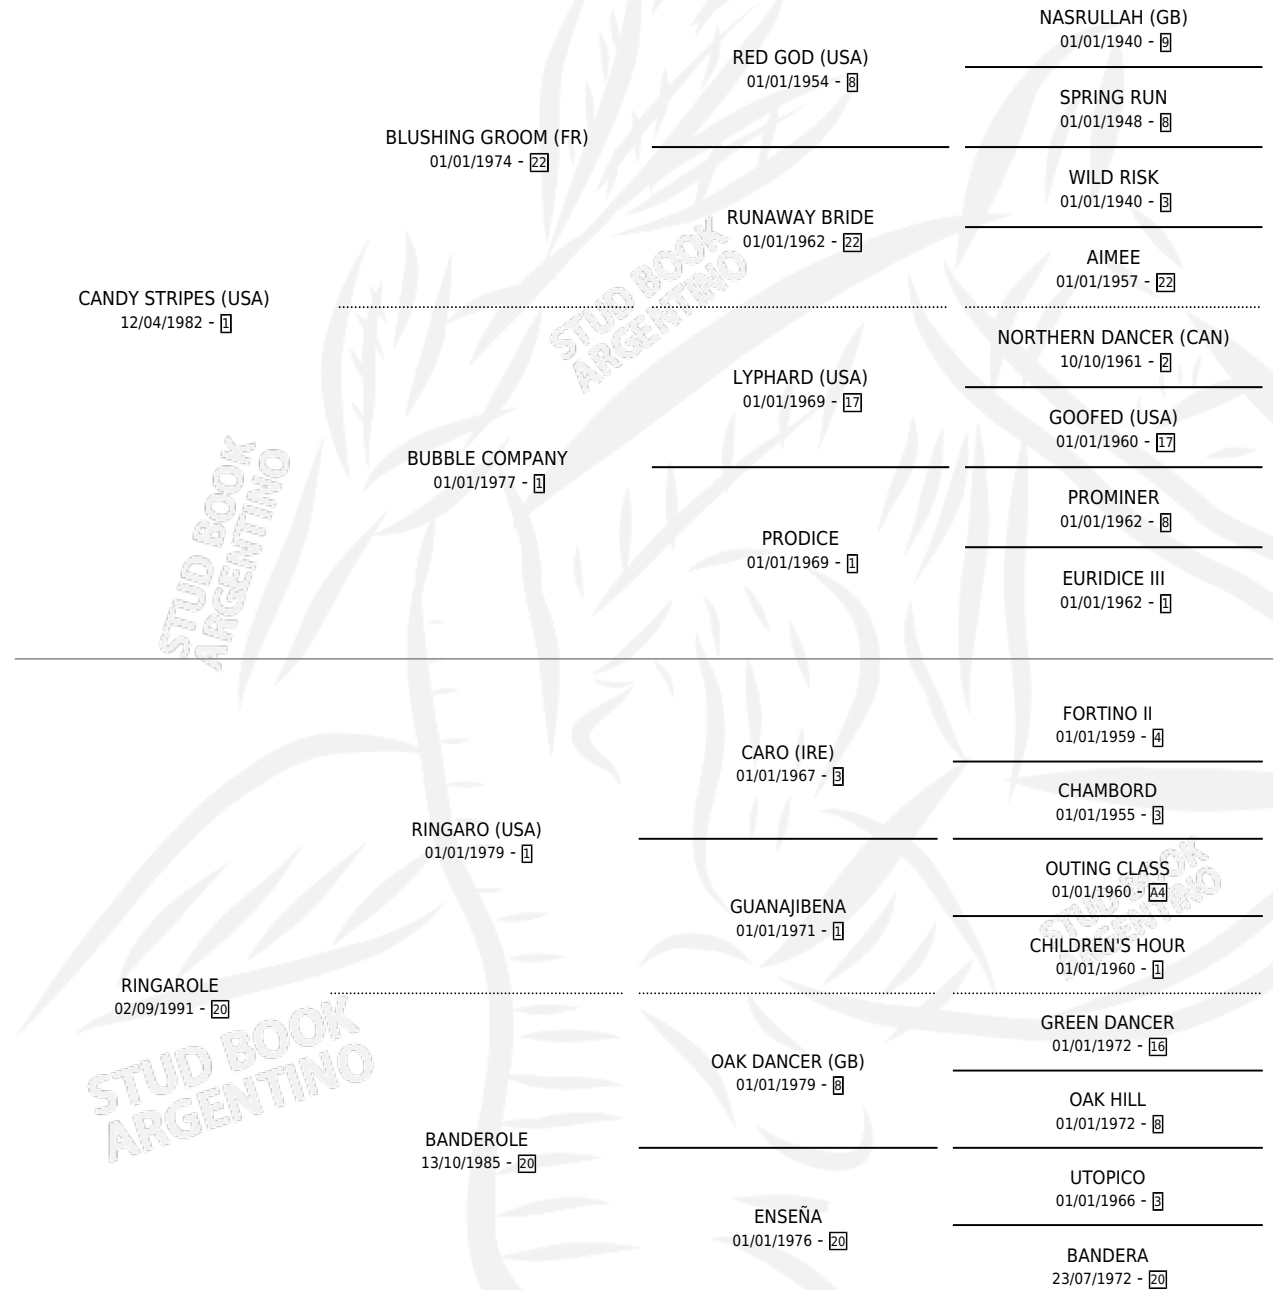 NASRULLAH (GB)
01/01/1940 - 9
RED GOD (USA)
01/01/1954 - 8
SPRING RUN
01/01/1948 - 8
BLUSHING GROOM (FR)
01/01/1974 - 22
WILD RISK
01/01/1940 - 3
RUNAWAY BRIDE
01/01/1962 - 22
AIMEE
01/01/1957 - 22
CANDY STRIPES (USA)
12/04/1982 - 1
NORTHERN DANCER (CAN)
10/10/1961 - 2
LYPHARD (USA)
01/01/1969 - 17
GOOFED (USA)
01/01/1960 - 17
BUBBLE COMPANY
01/01/1977 - 1
PROMINER
01/01/1962 - 8
PRODICE
01/01/1969 - 1
EURIDICE III
01/01/1962 - 1
FORTINO II
01/01/1959 - 4
CARO (IRE)
01/01/1967 - 3
CHAMBORD
01/01/1955 - 3
RINGARO (USA)
01/01/1979 - 1
OUTING CLASS
01/01/1960 - A4
GUANAJIBENA
01/01/1971 - 1
CHILDREN'S HOUR
01/01/1960 - 1
RINGAROLE
02/09/1991 - 20
GREEN DANCER
01/01/1972 - 16
OAK DANCER (GB)
01/01/1979 - 8
OAK HILL
01/01/1972 - 8
BANDEROLE
13/10/1985 - 20
UTOPICO
01/01/1966 - 3
ENSEÑA
01/01/1976 - 20
BANDERA
23/07/1972 - 20
STUD BOOK
ARGENTINO
STUD BOOK
ARGENTINO
STUD BOOK
ARGENTINO
STUD BOOK
ARGENTINO